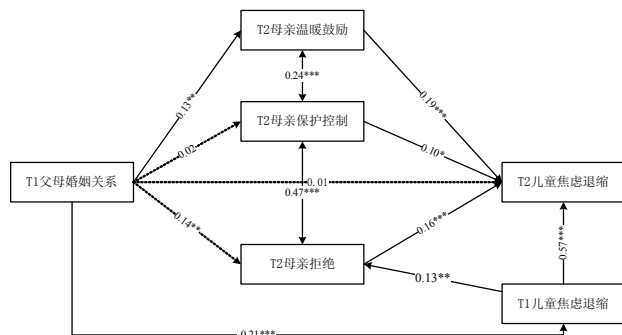 T2母亲温暖鼓励
0.24***
0.13**
0.19***
T2母亲保护控制
0.02
0.10*
T1父母婚姻关系
0.01
T2儿童焦虑退缩
0.47***
0.14**
0.16***
0.57***
T2母亲拒绝
0.13**
T1儿童焦虑退缩
0.21***